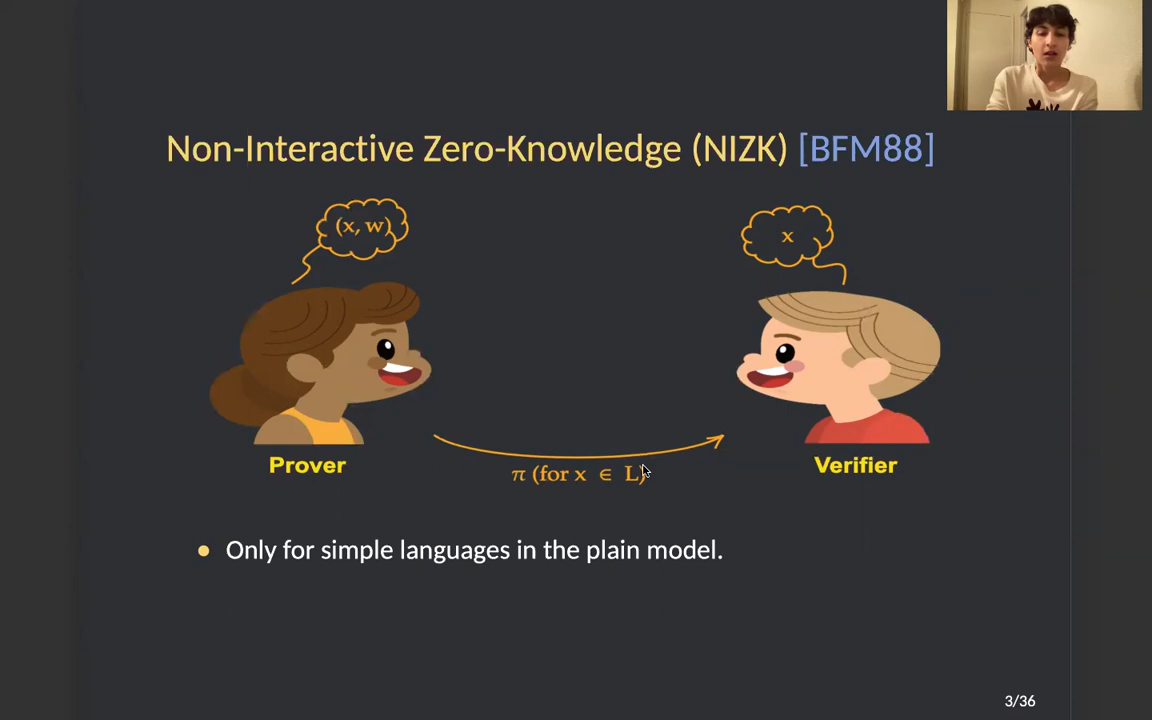 Non-Interactive Zero-Knowledge (NIZK) [BFM88]
(x, w)
x
Prover
Verifier
π (for x ∈ L)
● Only for simple languages in the plain model.
3/36